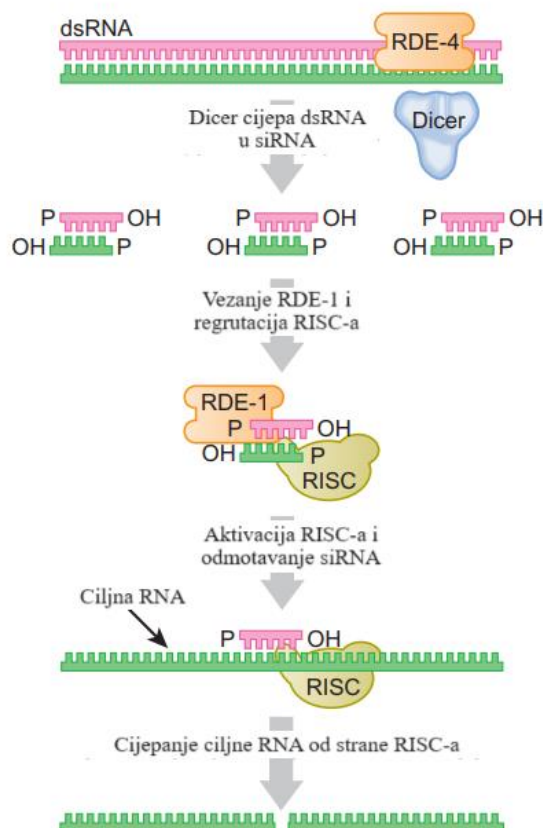 dsRNA
RDE-4
Dicer cijepa dsRNA
u siRNA
Dicer
P OH P OH P OH
OH P OH P OH P
Vezanje RDE-1 i
regrutacija RISC-a
RDE-1
P OH
OH P
RISC
Aktivacija RISC-a i
odmotavanje siRNA
Ciljna RNA
P OH
RISC
Cijepanje ciljne RNA od strane RISC-a